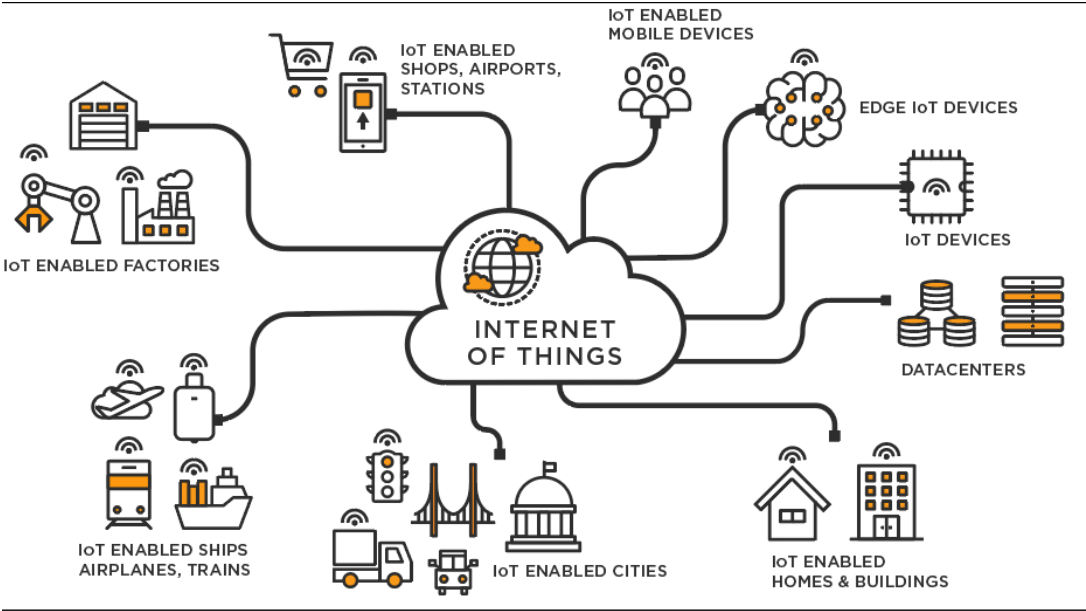 IoT ENABLED
SHOPS, AIRPORTS,
STATIONS
IoT ENABLED
MOBILE DEVICES
EDGE IoT DEVICES
IoT DEVICES
IoT ENABLED FACTORIES
INTERNET
OF THINGS
DATACENTERS
IoT ENABLED SHIPS
AIRPLANES, TRAINS
IoT ENABLED CITIES
IoT ENABLED
HOMES & BUILDINGS